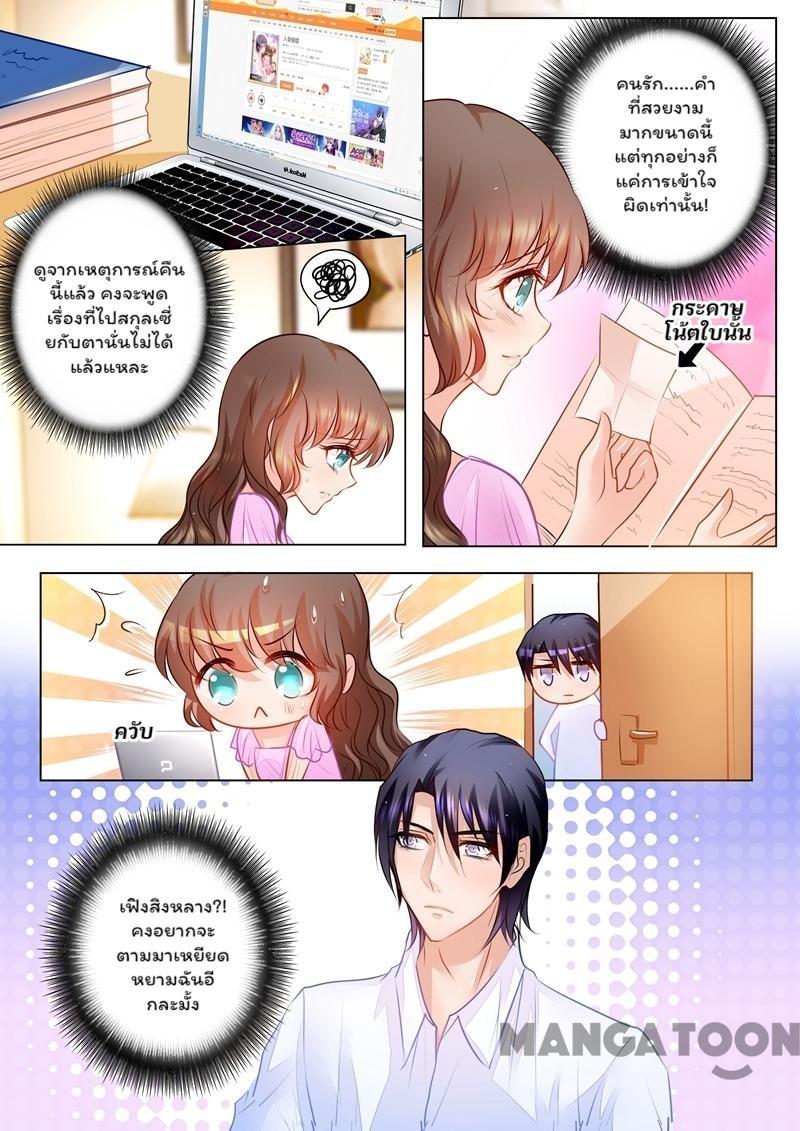 คนรัก......คำ
ที่สวยงาม
มากขนาดนี้
แต่ทุกอย่างก็
แค่การเข้าใจ
ผิดเท่านั้น!
กระดาษ
โน้ตใบนั้น
ดูจากเหตุการณ์คืน
นี้แล้ว คงจะพูด
เรื่องที่ไปสกุลเซี่
ยกับตานั่นไม่ได้
แล้วแหละ
ควับ
เฟิงสิงหลาง?!
คงอยากจะ
ตามมาเหยียด
หยามฉันอี
กละมั้ง
MANGATOON